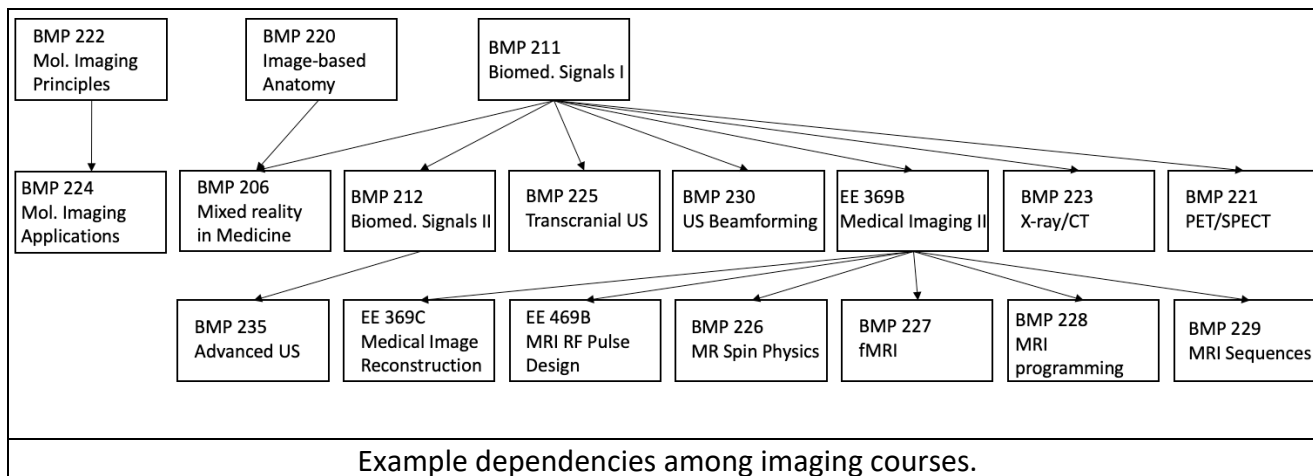 BMP 222
Mol. Imaging
Principles
BMP 220
Image-based
Anatomy
BMP 211
Biomed. Signals I
BMP 224
Mol. Imaging
Applications
BMP 206
Mixed reality
in Medicine
BMP 212
Biomed. Signals II
BMP 225
Transcranial US
BMP 230
US Beamforming
EE 369B
Medical Imaging II
BMP 223
X-ray/CT
BMP 221
PET/SPECT
BMP 235
Advanced US
EE 369C
Medical Image
Reconstruction
EE 469B
MRI RF Pulse
Design
BMP 226
MR Spin Physics
BMP 227
fMRI
BMP 228
MRI
programming
BMP 229
MRI Sequences
Example dependencies among imaging courses.